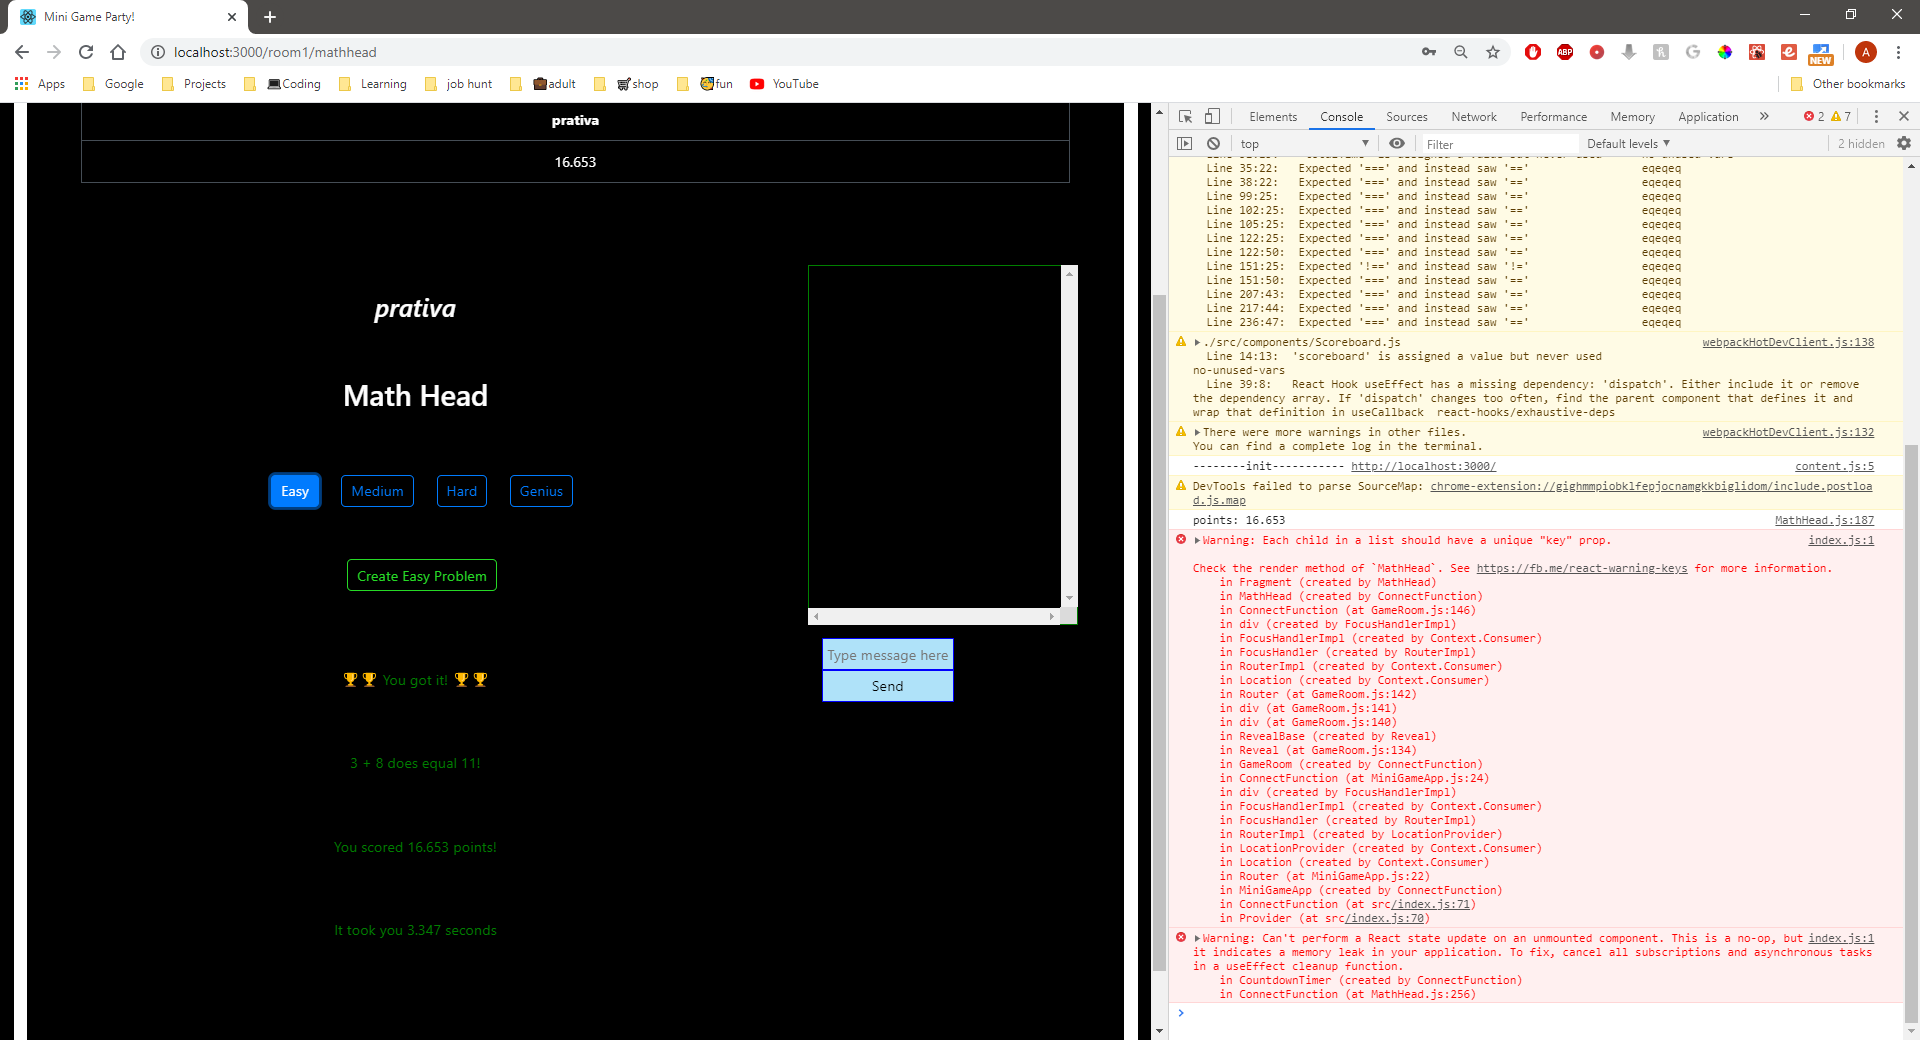 Mini Game Party!
localhost:3000/room1/mathhead
ABP
NEW
A
Apps
Google
Projects
Coding
Learning
job hunt
adult
shop
fun
YouTube
Other bookmarks
prativa
16.653
prativa
Math Head
Easy
Medium
Hard
Genius
Create Easy Problem
🏆🏆 You got it! 🏆🏆
3 + 8 does equal 11!
You scored 16.653 points!
It took you 3.347 seconds
Type message here
Send
Elements
Console
Sources
Network
Performance
Memory
Application
2
7
top
Filter
Default levels ▼
2 hidden
Line 35:22: Expected '===' and instead saw '==' eqeqeq
Line 38:22: Expected '===' and instead saw '==' eqeqeq
Line 99:25: Expected '===' and instead saw '==' eqeqeq
Line 102:25: Expected '===' and instead saw '==' eqeqeq
Line 105:25: Expected '===' and instead saw '==' eqeqeq
Line 122:25: Expected '===' and instead saw '==' eqeqeq
Line 122:50: Expected '===' and instead saw '==' eqeqeq
Line 151:25: Expected '!==' and instead saw '!=' eqeqeq
Line 151:50: Expected '===' and instead saw '==' eqeqeq
Line 207:43: Expected '===' and instead saw '==' eqeqeq
Line 217:44: Expected '===' and instead saw '==' eqeqeq
Line 236:47: Expected '===' and instead saw '==' eqeqeq
./src/components/Scoreboard.js webpackHotDevClient.js:138
Line 14:13: 'scoreboard' is assigned a value but never used
no-unused-vars
Line 39:8: React Hook useEffect has a missing dependency: 'dispatch'. Either include it or remove
the dependency array. If 'dispatch' changes too often, find the parent component that defines it and
wrap that definition in useCallback react-hooks/exhaustive-deps
There were more warnings in other files. webpackHotDevClient.js:132
You can find a complete log in the terminal.
--------init----------- http://localhost:3000/ content.js:5
DevTools failed to parse SourceMap: chrome-extension://gighmmpiobklfepjocnamgkkbiglidom/include.postloa
d.js.map
points: 16.653 MathHead.js:187
Warning: Each child in a list should have a unique "key" prop. index.js:1
Check the render method of `MathHead`. See https://fb.me/react-warning-keys for more information.
in Fragment (created by MathHead)
in MathHead (created by ConnectFunction)
in ConnectFunction (at GameRoom.js:146)
in div (created by FocusHandlerImpl)
in FocusHandlerImpl (created by Context.Consumer)
in FocusHandler (created by RouterImpl)
in RouterImpl (created by Context.Consumer)
in Location (created by Context.Consumer)
in Router (at GameRoom.js:142)
in div (at GameRoom.js:141)
in div (at GameRoom.js:140)
in RevealBase (created by Reveal)
in Reveal (at GameRoom.js:134)
in GameRoom (created by ConnectFunction)
in ConnectFunction (at MiniGameApp.js:24)
in div (created by FocusHandlerImpl)
in FocusHandlerImpl (created by Context.Consumer)
in FocusHandler (created by RouterImpl)
in RouterImpl (created by LocationProvider)
in LocationProvider (created by Context.Consumer)
in Location (created by Context.Consumer)
in Router (at MiniGameApp.js:22)
in MiniGameApp (created by ConnectFunction)
in ConnectFunction (at src/index.js:71)
in Provider (at src/index.js:70)
Warning: Can't perform a React state update on an unmounted component. This is a no-op, but index.js:1
it indicates a memory leak in your application. To fix, cancel all subscriptions and asynchronous tasks
in a useEffect cleanup function.
in CountdownTimer (created by ConnectFunction)
in ConnectFunction (at MathHead.js:256)